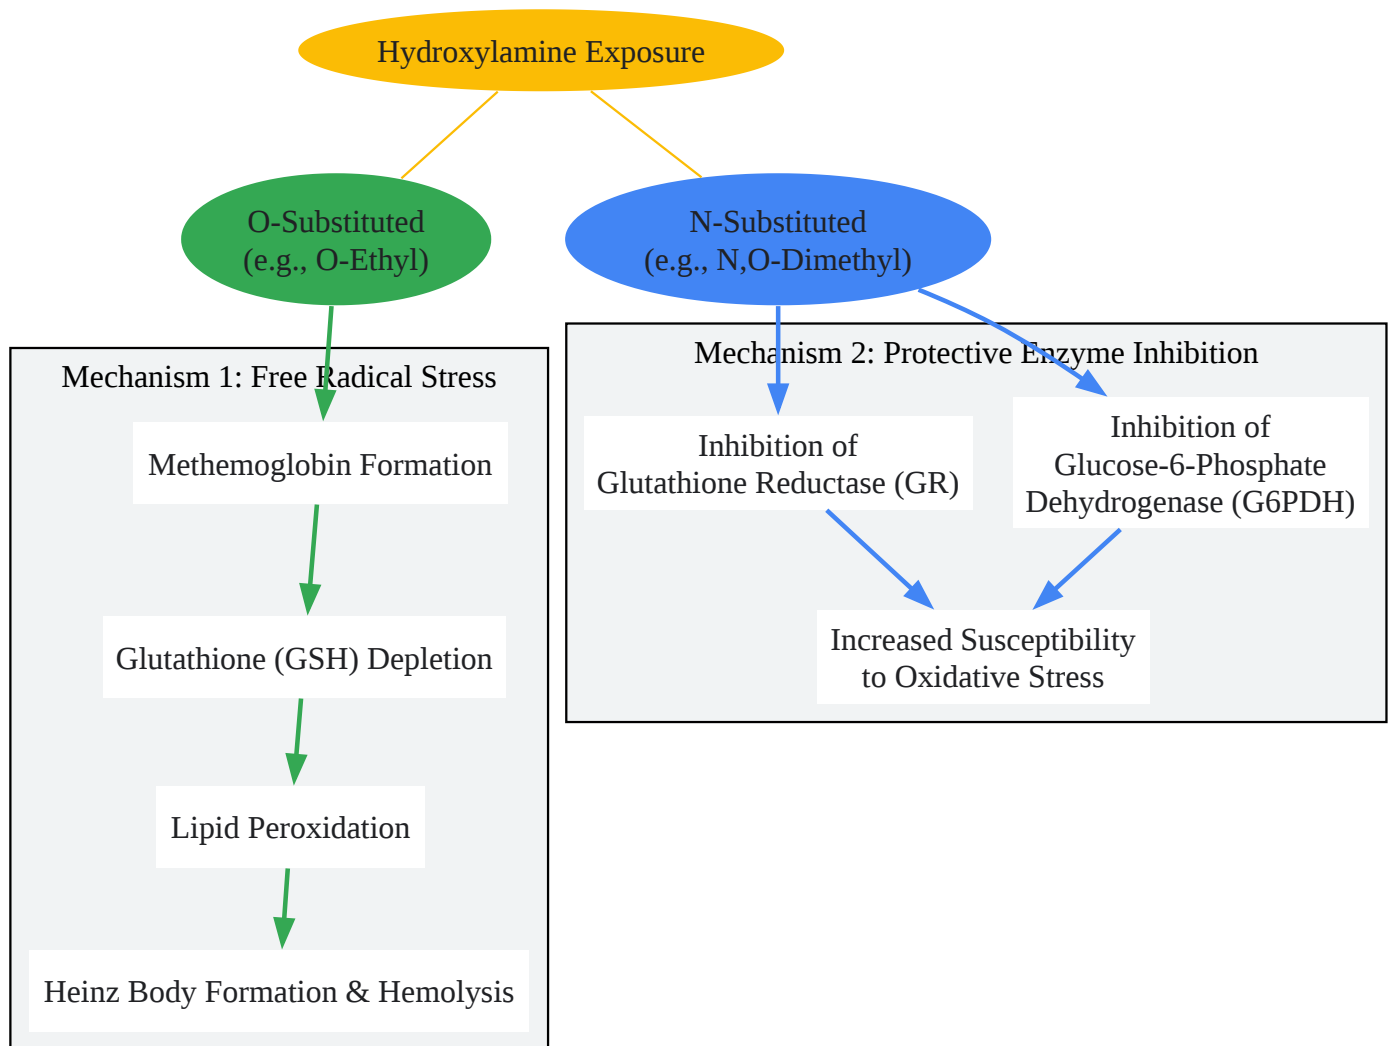 Hydroxylamine Exposure
O-Substituted
(e.g., O-Ethyl)
N-Substituted
(e.g., N,O-Dimethyl)
Mechanism 1: Free Radical Stress
Methemoglobin Formation
Glutathione (GSH) Depletion
Lipid Peroxidation
Heinz Body Formation & Hemolysis
Mechanism 2: Protective Enzyme Inhibition
Inhibition of
Glutathione Reductase (GR)
Inhibition of
Glucose-6-Phosphate
Dehydrogenase (G6PDH)
Increased Susceptibility
to Oxidative Stress